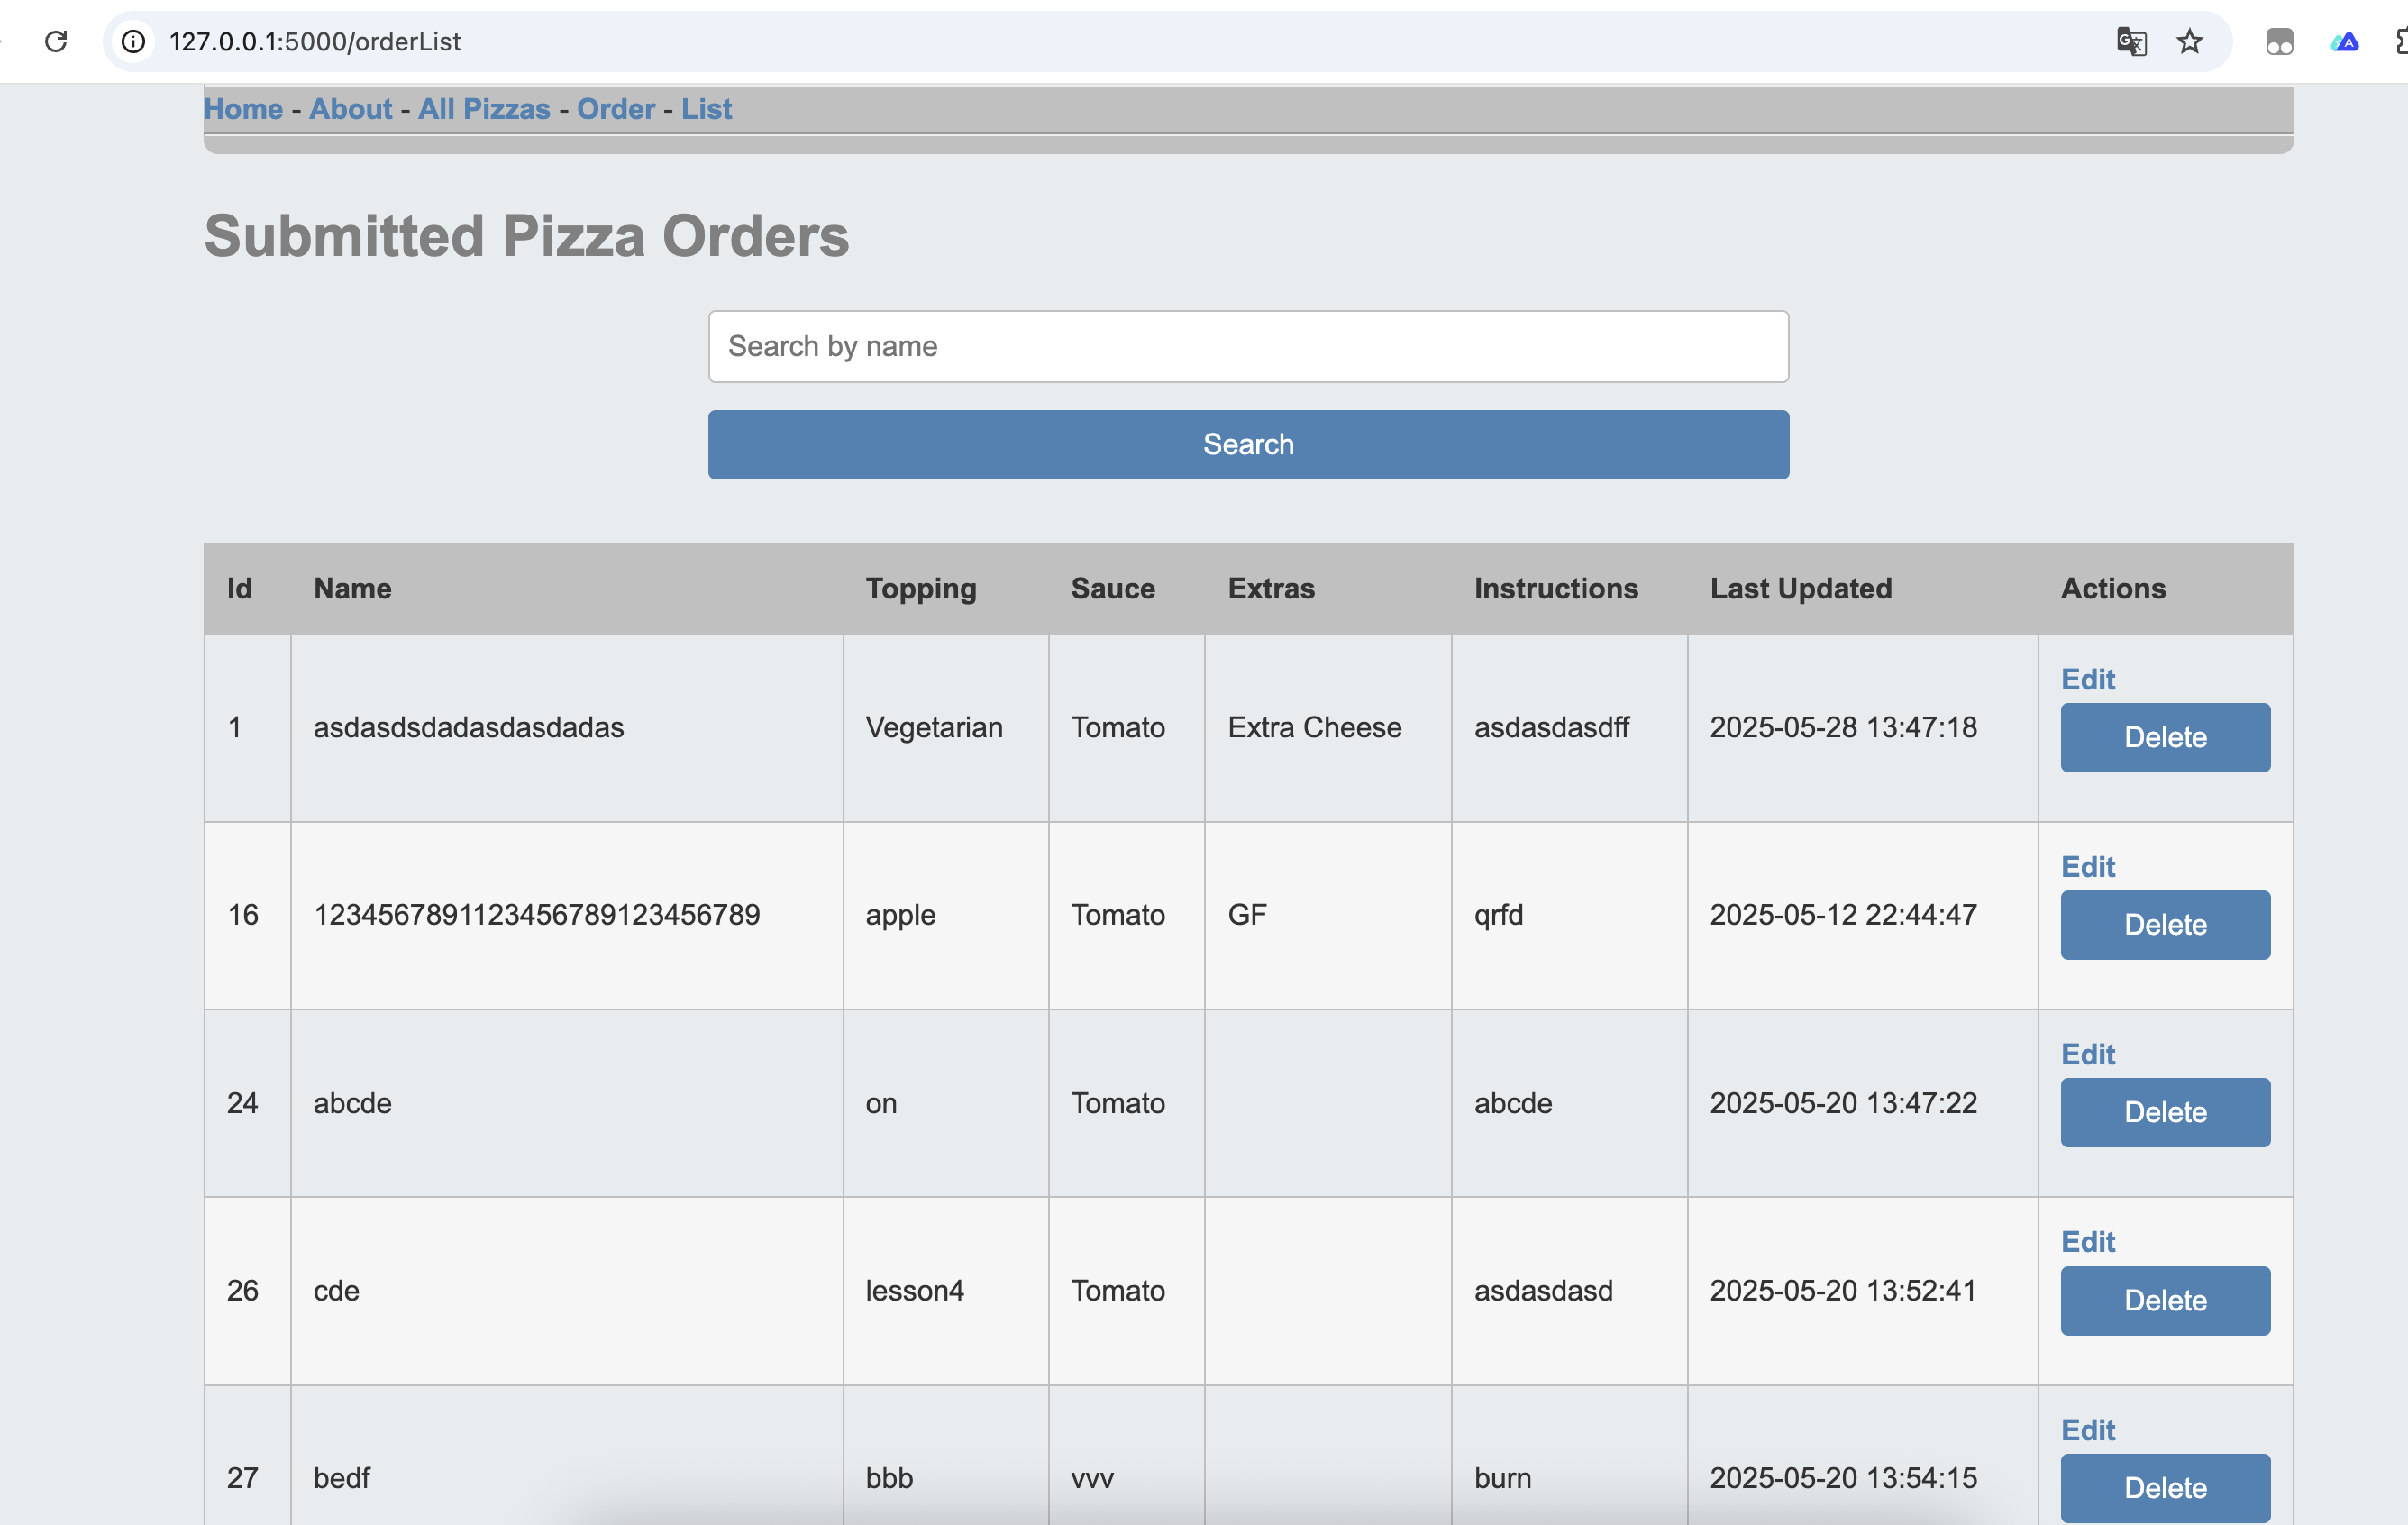 127.0.0.1:5000/orderList
Home - About - All Pizzas - Order - List
Submitted Pizza Orders
Search by name
Search
Id Name Topping Sauce Extras Instructions Last Updated Actions
1 asdasdsdadasdasdadas Vegetarian Tomato Extra Cheese asdasdasdff 2025-05-28 13:47:18 Edit
Delete
16 1234567891123456789123456789 apple Tomato GF qrfd 2025-05-12 22:44:47 Edit
Delete
24 abcde on Tomato abcde 2025-05-20 13:47:22 Edit
Delete
26 cde lesson4 Tomato asdasdasd 2025-05-20 13:52:41 Edit
Delete
27 bedf bbb vvv burn 2025-05-20 13:54:15 Edit
Delete